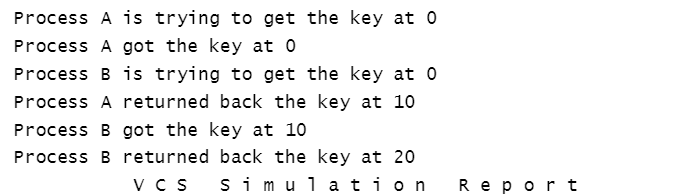 Process A is trying to get the key at 0
Process A got the key at 0
Process B is trying to get the key at 0
Process A returned back the key at 10
Process B got the key at 10
Process B returned back the key at 20
V C S   S i m u l a t i o n   R e p o r t